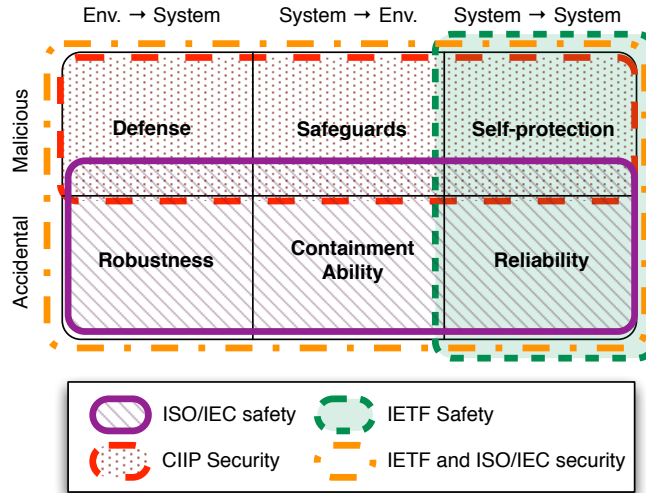 Env. → System System → Env. System → System
Malicious
Defense Safeguards Self-protection
Accidental
Robustness Containment Ability Reliability
ISO/IEC safety IETF Safety
CIIP Security IETF and ISO/IEC security